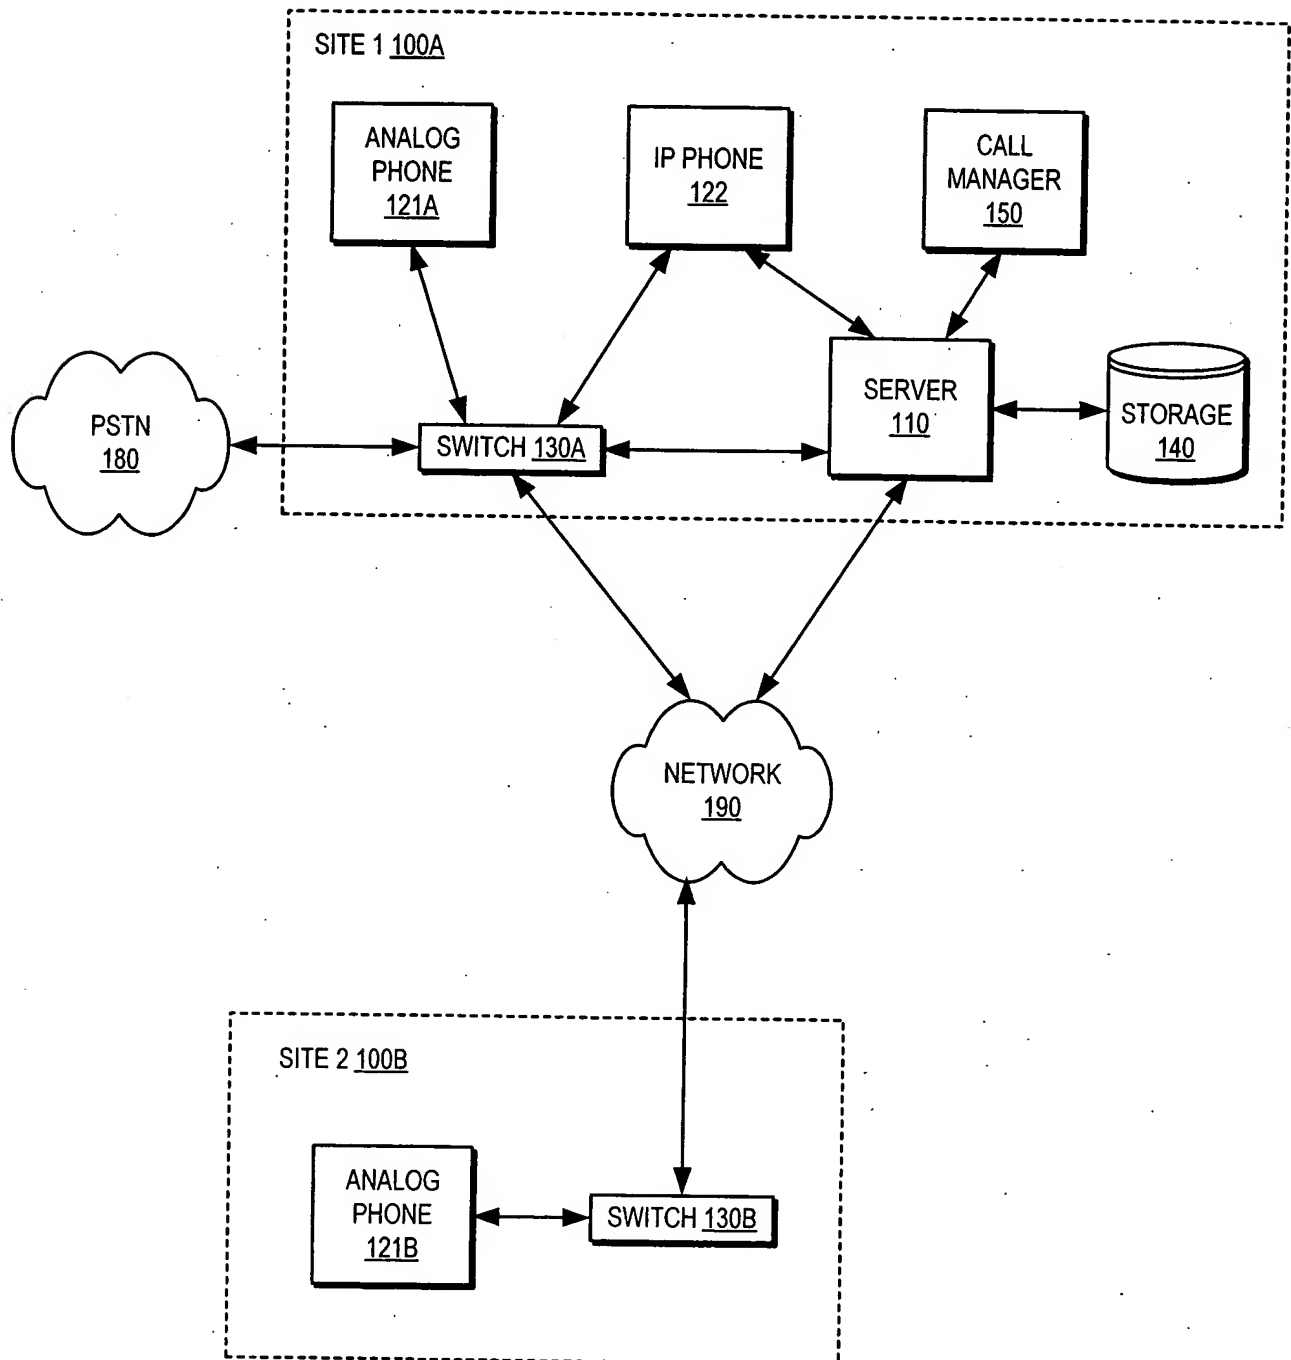 SITE 1 100A
ANALOG
PHONE
121A
IP PHONE
122
CALL
MANAGER
150
PSTN
180
SWITCH 130A
SERVER
110
STORAGE
140
NETWORK
190
SITE 2 100B
ANALOG
PHONE
121B
SWITCH 130B